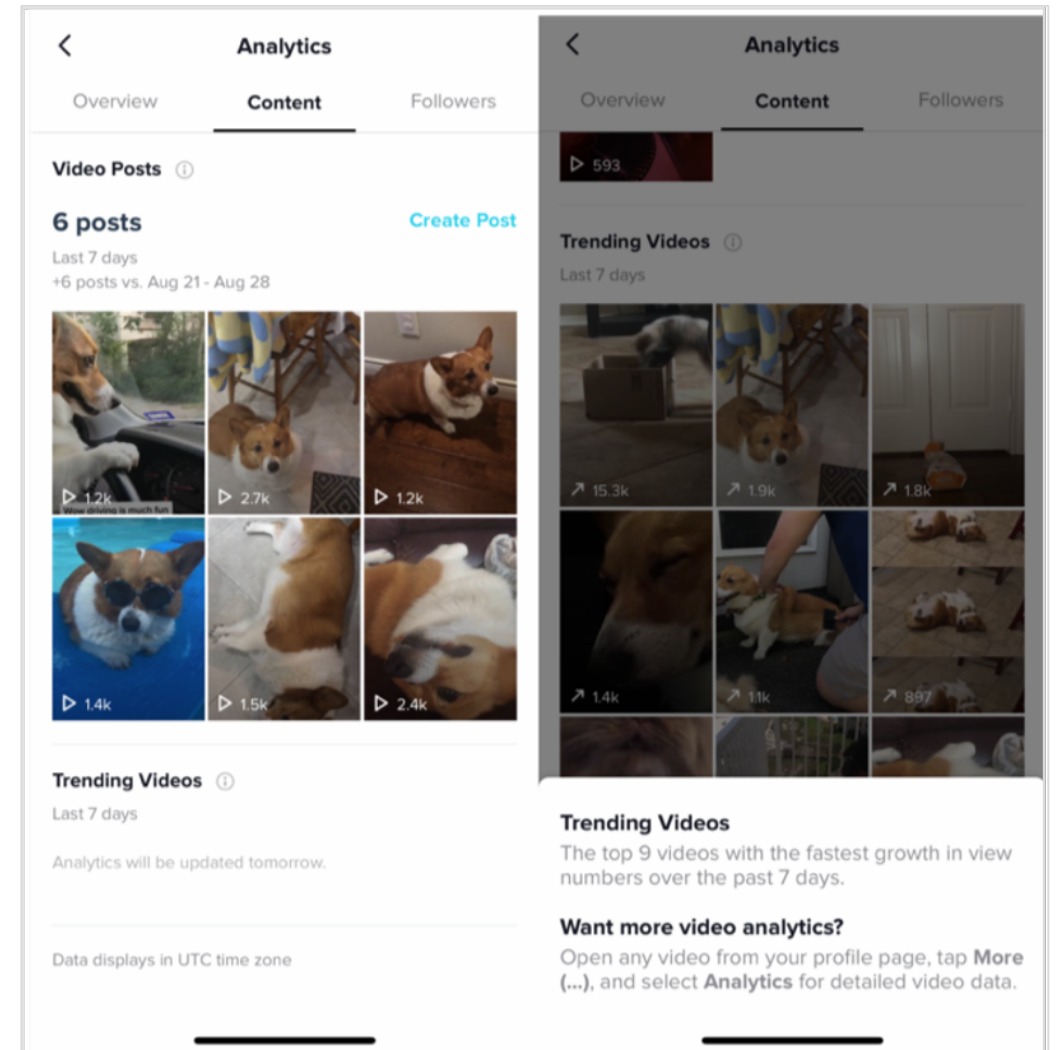 Analytics
Overview Content Followers
Video Posts
6 posts Create Post
Last 7 days
+6 posts vs. Aug 21 - Aug 28
1.2k 2.7k 1.2k
Wow driving is much fun
1.4k 1.5k 2.4k
Trending Videos
Last 7 days
Analytics will be updated tomorrow.
Data displays in UTC time zone
Analytics
Overview Content Followers
593
Trending Videos
Last 7 days
15.3k 1.9k 1.8k
1.4k 1.1k 897
Trending Videos
The top 9 videos with the fastest growth in view
numbers over the past 7 days.
Want more video analytics?
Open any video from your profile page, tap More
(...), and select Analytics for detailed video data.